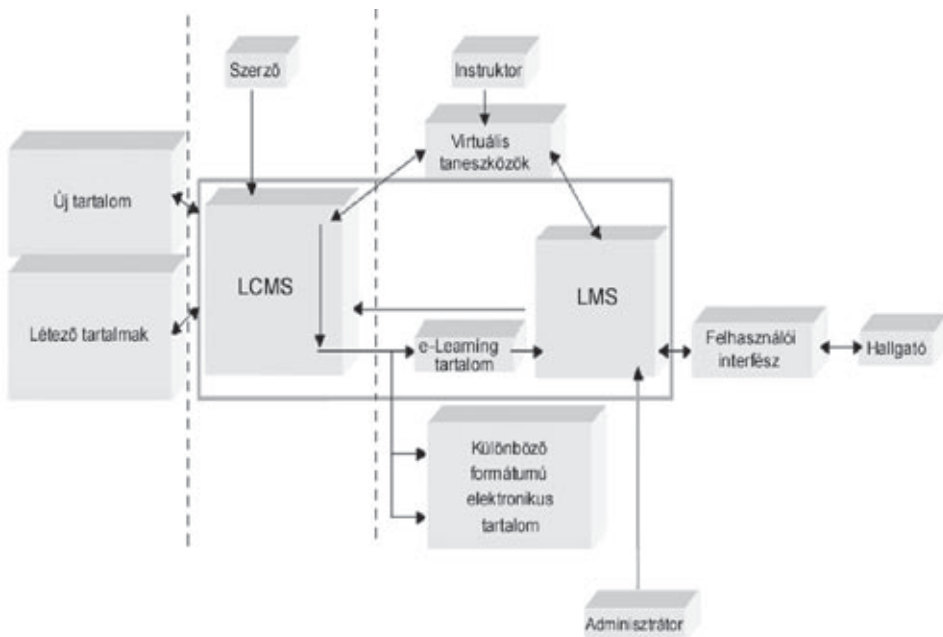 Szerző
Instruktor
Virtuális
taneszközök
Új tartalom
Létező tartalmak
LCMS
LMS
e-Learning
tartalom
Felhasználói
interfész
Hallgató
Különböző
formátumú
elektronikus
tartalom
Adminisztrátor